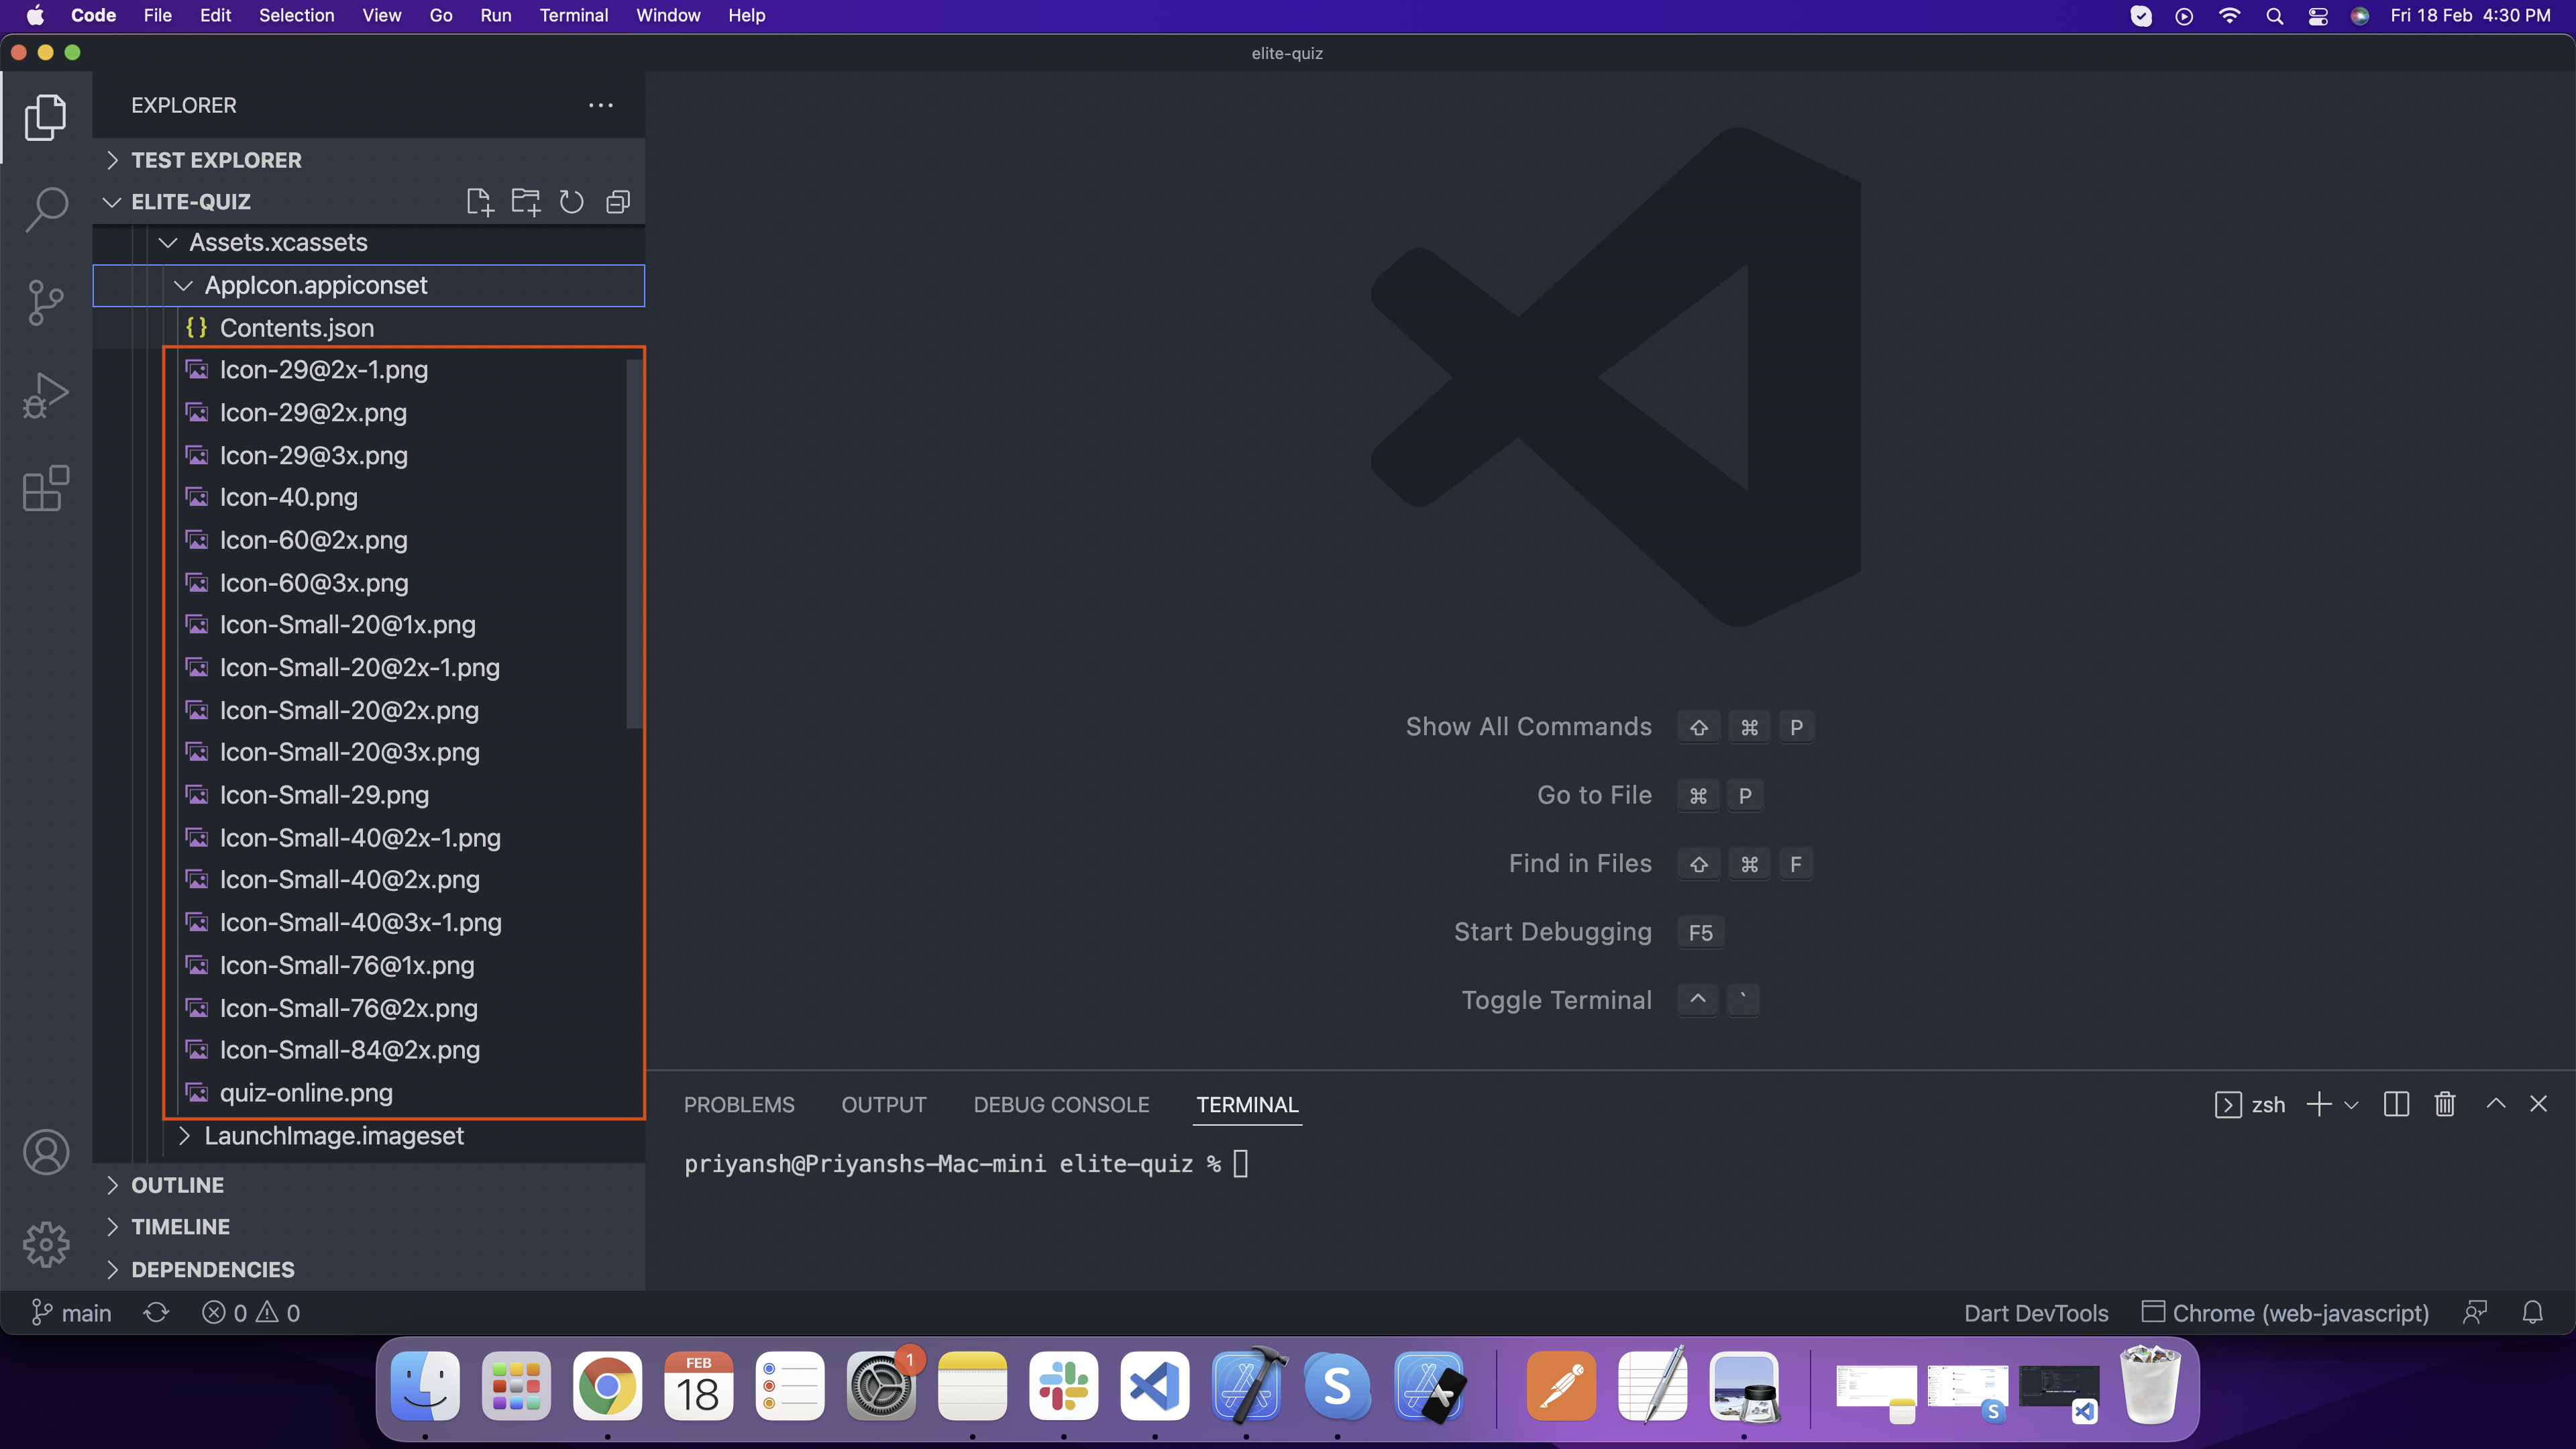 Code File Edit Selection View Go Run Terminal Window Help Fri 18 Feb 4:30 PM
elite-quiz
EXPLORER
TEST EXPLORER
ELITE-QUIZ
Assets.xcassets
AppIcon.appiconset
{} Contents.json
Icon-29@2x-1.png
Icon-29@2x.png
Icon-29@3x.png
Icon-40.png
Icon-60@2x.png
Icon-60@3x.png
Icon-Small-20@1x.png
Icon-Small-20@2x-1.png
Icon-Small-20@2x.png
Icon-Small-20@3x.png
Icon-Small-29.png
Icon-Small-40@2x-1.png
Icon-Small-40@2x.png
Icon-Small-40@3x-1.png
Icon-Small-76@1x.png
Icon-Small-76@2x.png
Icon-Small-84@2x.png
quiz-online.png
LaunchImage.imageset
OUTLINE
TIMELINE
DEPENDENCIES
Show All Commands ⇧ ⌘ P
Go to File ⌘ P
Find in Files ⇧ ⌘ F
Start Debugging F5
Toggle Terminal ^ `
PROBLEMS OUTPUT DEBUG CONSOLE TERMINAL zsh
priyansh@Priyanshs-Mac-mini elite-quiz %
main 0 0 Dart DevTools Chrome (web-javascript)
FEB
18
1
S
S